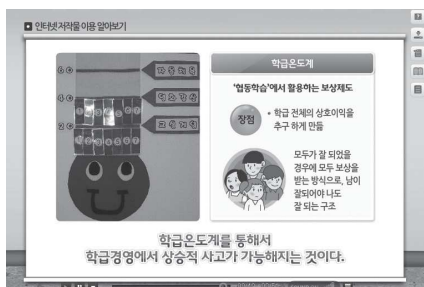 인터넷 저작물 이용 알아보기
학급온도계
'협동학습'에서 활용하는 보상제도
장점
• 학급 전체의 상호이익을
추구 하게 만듦
모두가 잘 되었을
경우에 모두 보상을
받는 방식으로, 남이
잘되어야 나도
잘 되는 구조
학급온도계를 통해서
학급경영에서 상승적 사고가 가능해지는 것이다.